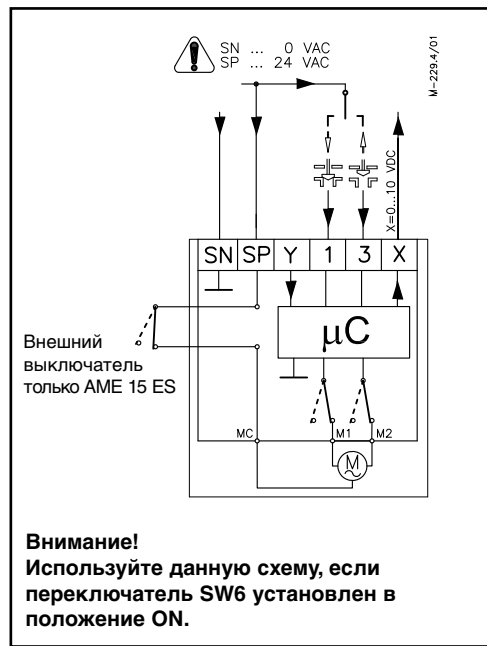 SN ... 0 VAC
SP ... 24 VAC
M-229.4/01
X=0...10 VDC
SN SP Y 1 3 X
µC
Внешний
выключатель
только AME 15 ES
MC M1 M2
M
Внимание!
Используйте данную схему, если
переключатель SW6 установлен в
положение ON.